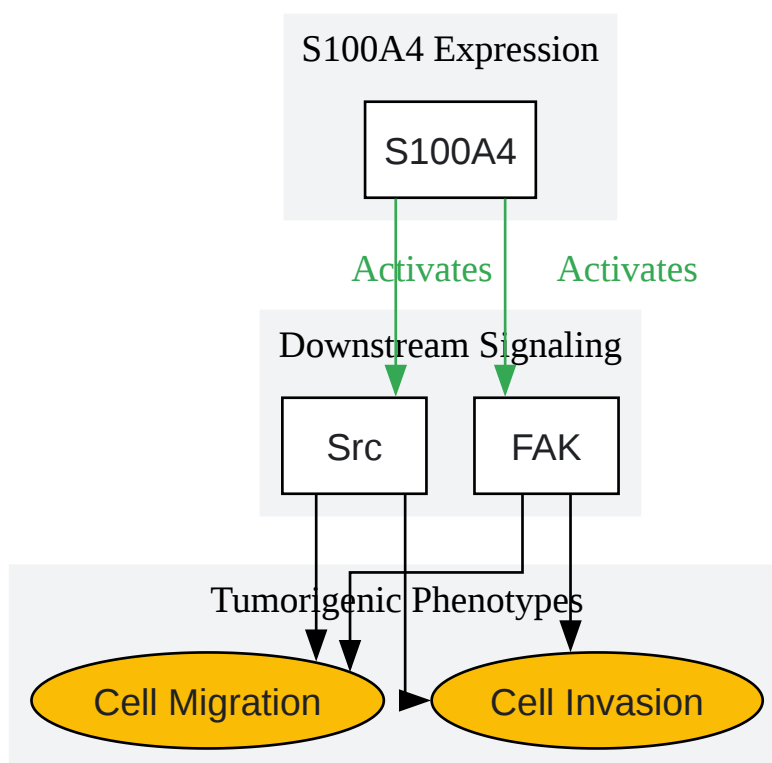 S100A4 Expression
S100A4
Activates Activates
Downstream Signaling
Src FAK
Tumorigenic Phenotypes
Cell Migration Cell Invasion